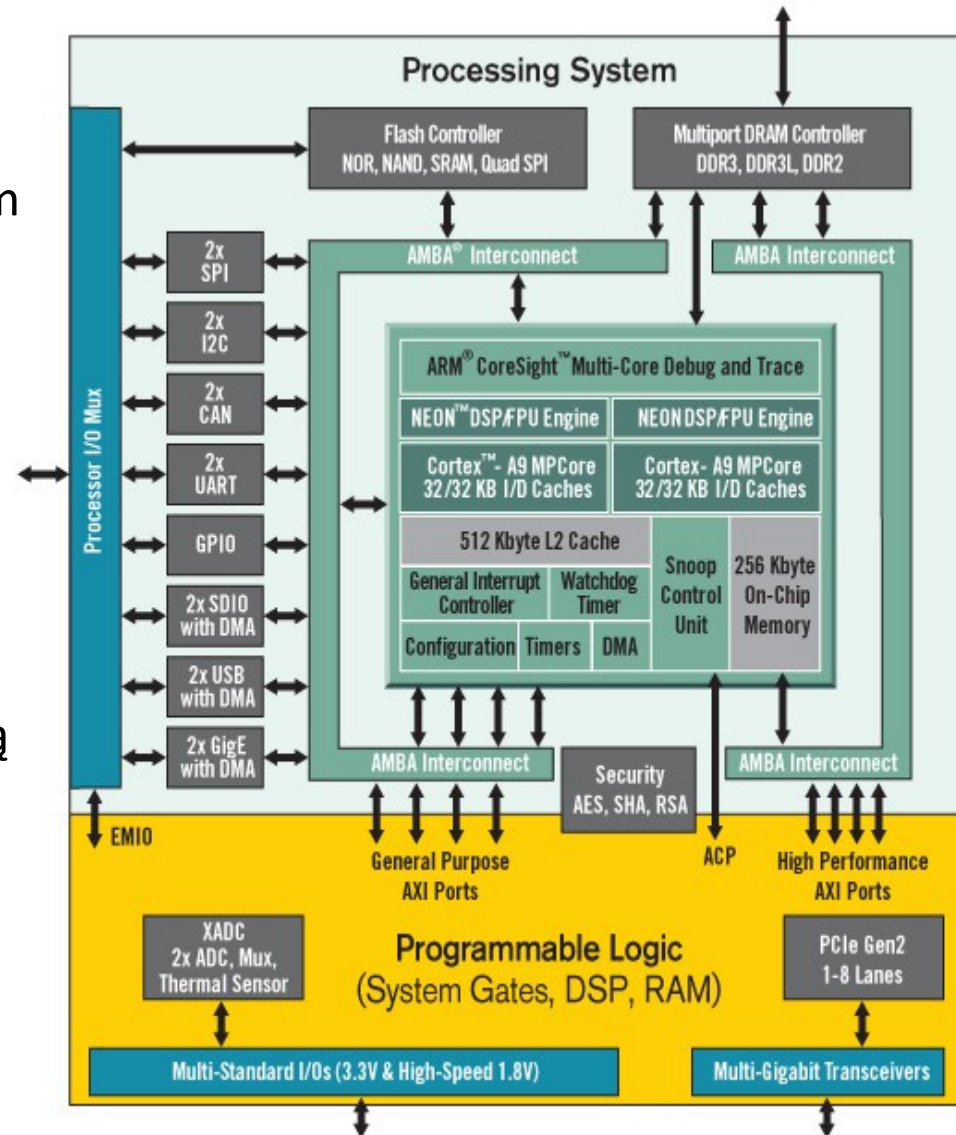 Processing System
Flash Controller
NOR, NAND, SRAM, Quad SPI
Multiport DRAM Controller
DDR3, DDR3L, DDR2
m
AMBA® Interconnect
AMBA Interconnect
2x
SPI
2x
I2C
2x
CAN
2x
UART
GPIO
2x SDIO
with DMA
2x USB
with DMA
2x GigE
with DMA
Processor I/O Mux
ARM® CoreSight™ Multi-Core Debug and Trace
NEON™ DSP/FPU Engine
NEON DSP/FPU Engine
Cortex™- A9 MPCore
32/32 KB I/D Caches
Cortex- A9 MPCore
32/32 KB I/D Caches
512 Kbyte L2 Cache
General Interrupt
Controller
Watchdog
Timer
Configuration
Timers
DMA
Snoop
Control
Unit
256 Kbyte
On-Chip
Memory
ą
AMBA Interconnect
Security
AES, SHA, RSA
AMBA Interconnect
EMIO
General Purpose
AXI Ports
ACP
High Performance
AXI Ports
XADC
2x ADC, Mux,
Thermal Sensor
Programmable Logic
(System Gates, DSP, RAM)
PCIe Gen2
1-8 Lanes
Multi-Standard I/Os (3.3V & High-Speed 1.8V)
Multi-Gigabit Transceivers